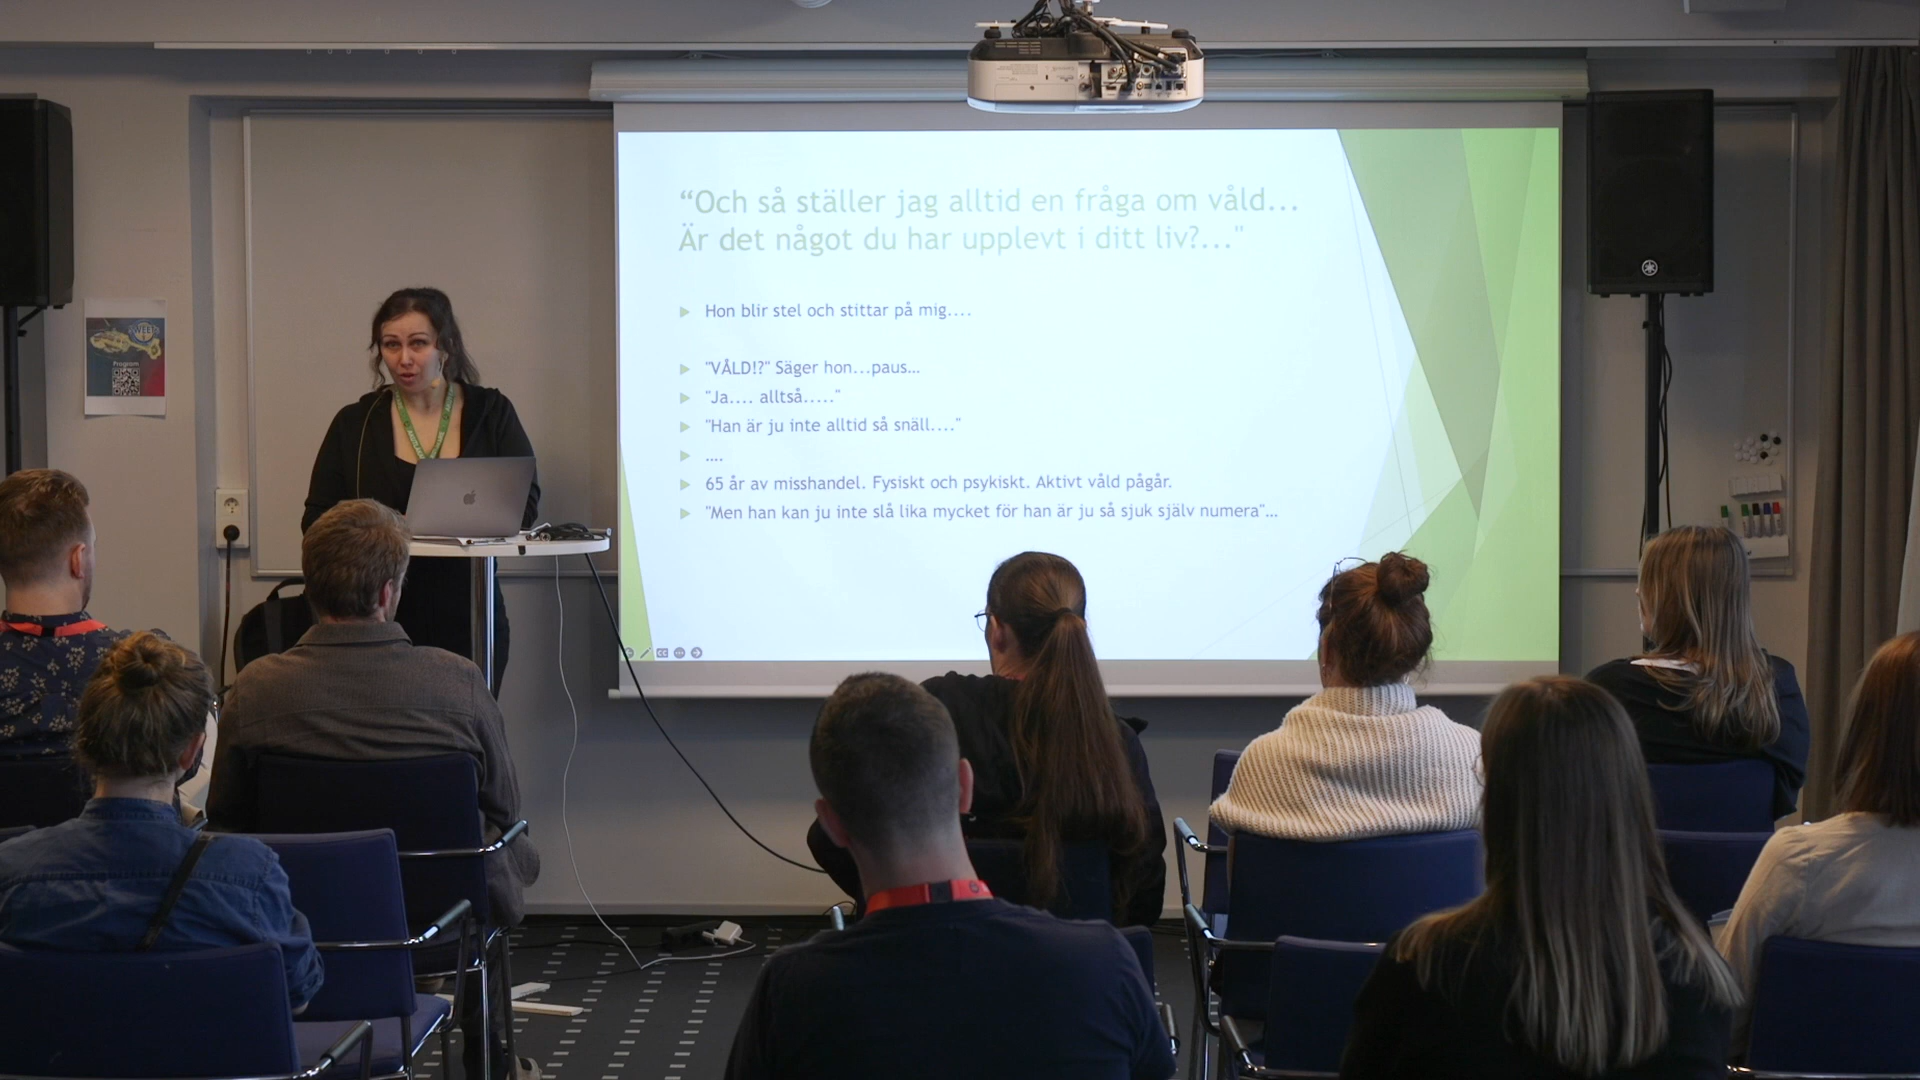 “Och så ställer jag alltid en fråga om våld...
Är det något du har upplevt i ditt liv?..."
Hon blir stel och stittar på mig....
"VÅLD!?" Säger hon...paus…
"Ja.... alltså....."
"Han är ju inte alltid så snäll...."
….
65 år av misshandel. Fysiskt och psykiskt. Aktivt våld pågår.
"Men han kan ju inte slå lika mycket för han är ju så sjuk själv numera"…
SWEETS
Program